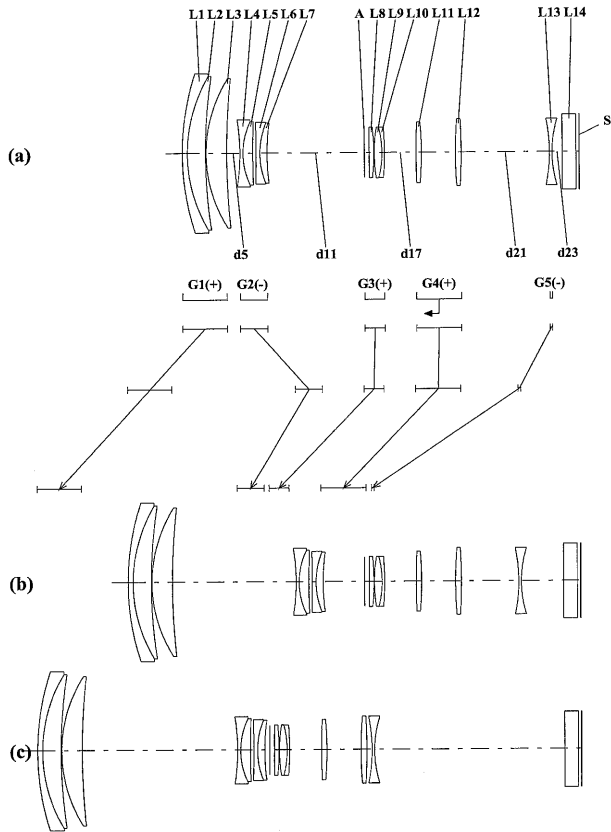 L1 L2 L3 L4 L5 L6 L7 A L8 L9 L10 L11 L12 L13 L14
S
(a)
d5 d11 d17 d21 d23
G1(+) G2(-) G3(+) G4(+) G5(-)
(b)
(c)